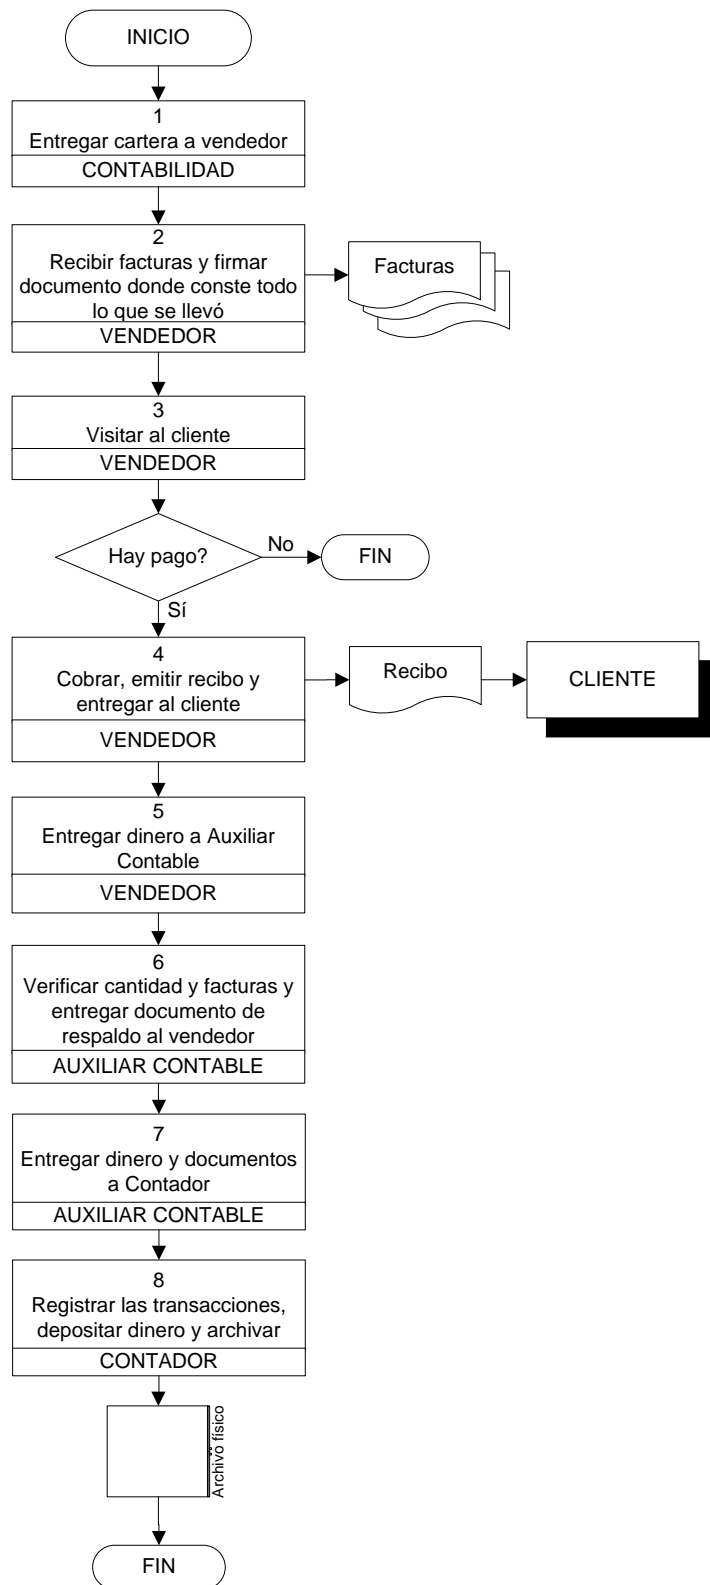 INICIO
1
Entregar cartera a vendedor
CONTABILIDAD
2
Recibir facturas y firmar
documento donde conste todo
lo que se llevó
VENDEDOR
Facturas
3
Visitar al cliente
VENDEDOR
Hay pago?
No
FIN
Sí
4
Cobrar, emitir recibo y
entregar al cliente
VENDEDOR
Recibo
CLIENTE
5
Entregar dinero a Auxiliar
Contable
VENDEDOR
6
Verificar cantidad y facturas y
entregar documento de
respaldo al vendedor
AUXILIAR CONTABLE
7
Entregar dinero y documentos
a Contador
AUXILIAR CONTABLE
8
Registrar las transacciones,
depositar dinero y archivar
CONTADOR
Archivo físico
FIN